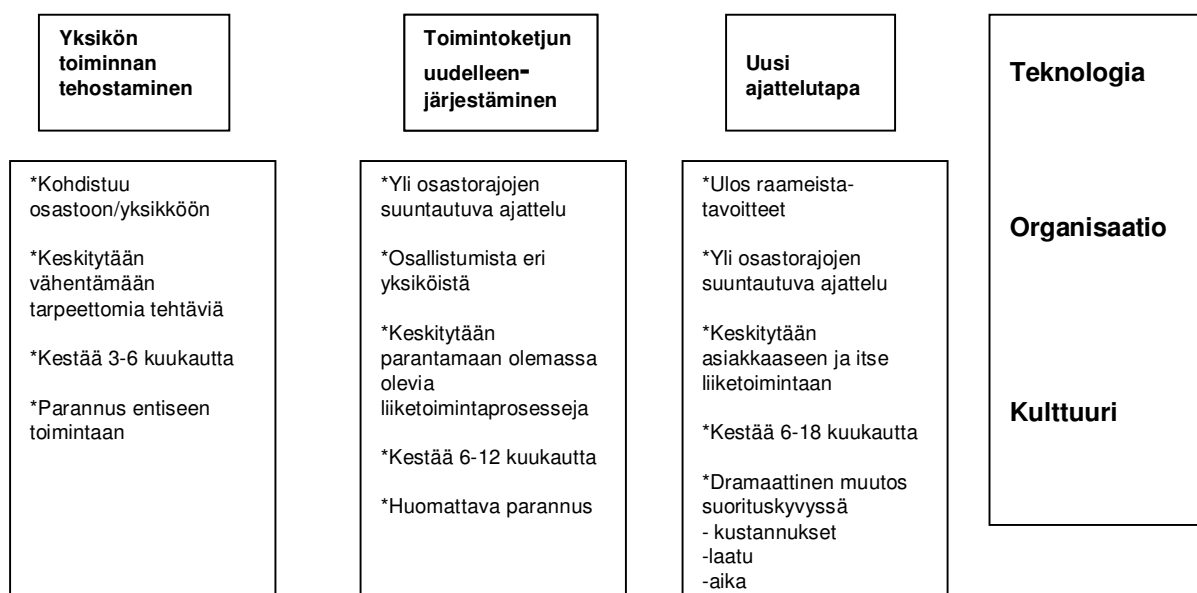 Yksikön
toiminnan
tehostaminen
Toimintoketjun
uudelleen-
järjestäminen
Uusi
ajattelutapa
Teknologia
Organisaatio
Kulttuuri
*Kohdistuu
osastoon/yksikköön
*Keskitytään
vähentämään
tarpeettomia tehtäviä
*Kestää 3-6 kuukautta
*Parannus entiseen
toimintaan
*Yli osastorajojen
suuntautuva ajattelu
*Osallistumista eri
yksiköistä
*Keskitytään
parantamaan olemassa
olevia
liiketoimintaprosesseja
*Kestää 6-12 kuukautta
*Huomattava parannus
*Ulos raameista-
tavoitteet
*Yli osastorajojen
suuntautuva ajattelu
*Keskitytään
asiakkaaseen ja itse
liiketoimintaan
*Kestää 6-18 kuukautta
*Dramaattinen muutos
suorituskyvyssä
- kustannukset
-laatu
-aika